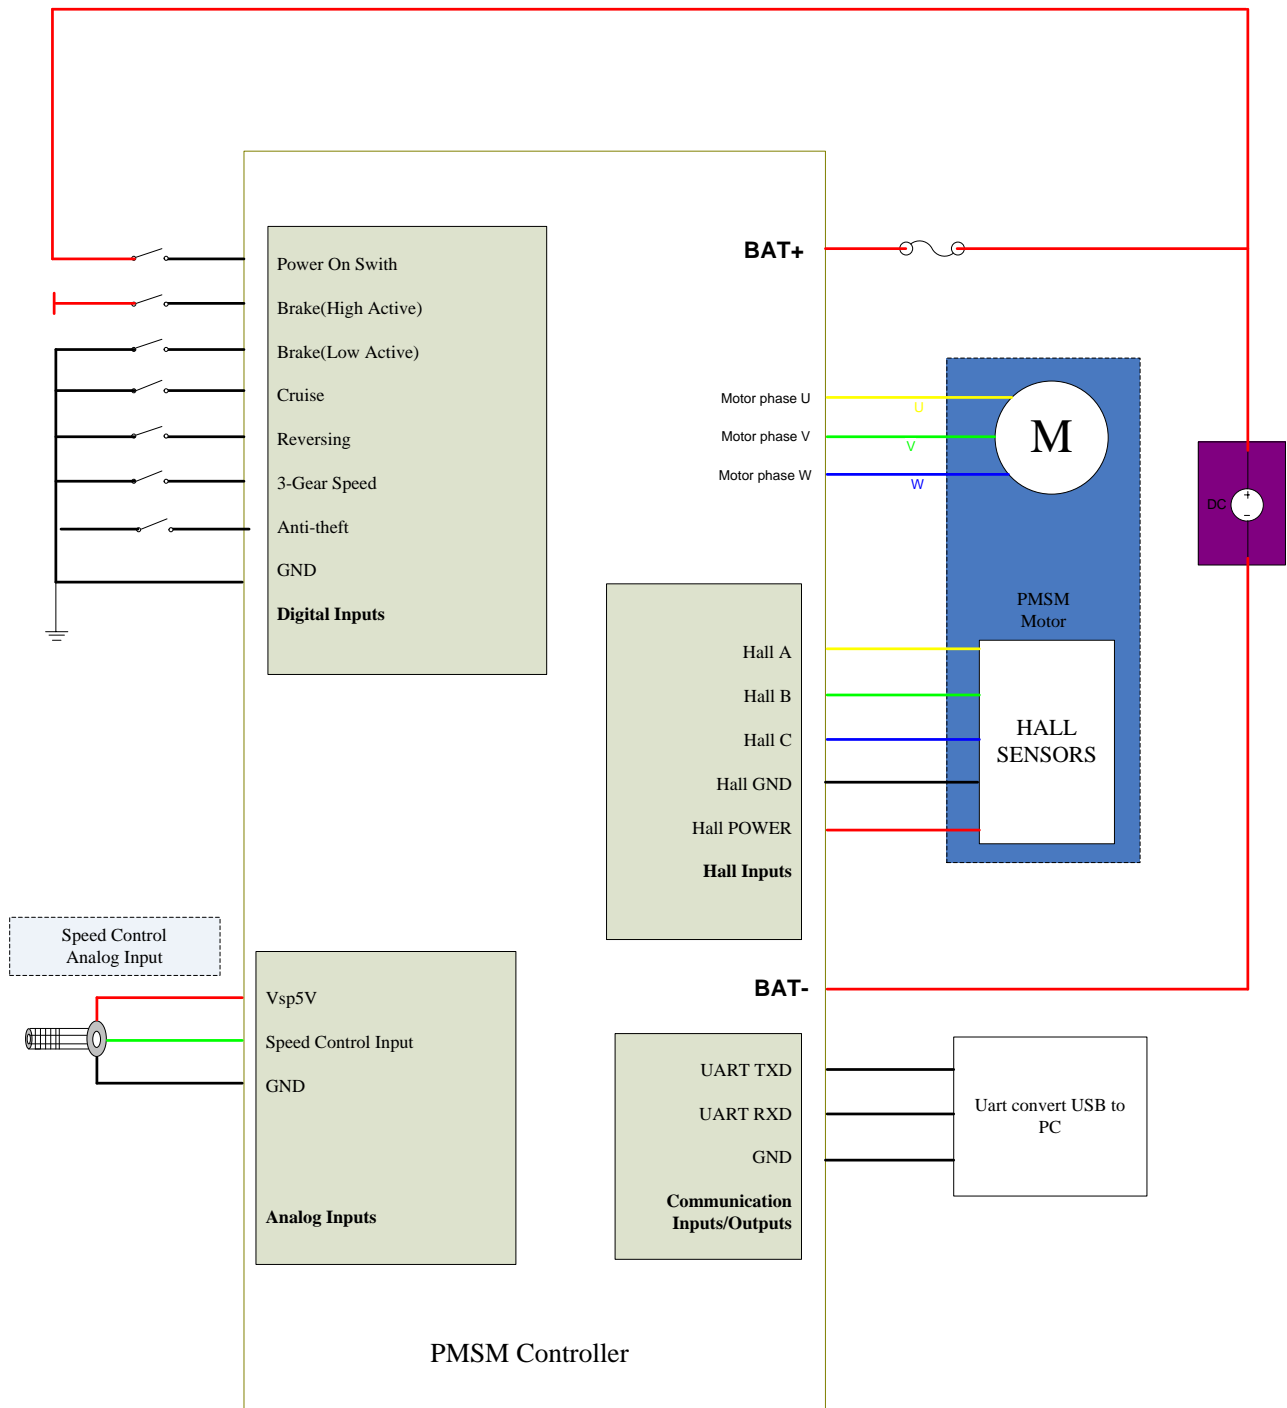 Power On Swith
Brake(High Active)
Brake(Low Active)
Cruise
Reversing
3-Gear Speed
Anti-theft
GND
Digital Inputs
BAT+
Motor phase U
Motor phase V
Motor phase W
U
V
W
M
DC
+
−
PMSM
Motor
Hall A
Hall B
Hall C
Hall GND
Hall POWER
Hall Inputs
HALL
SENSORS
Speed Control
Analog Input
Vsp5V
Speed Control Input
GND
Analog Inputs
BAT-
UART TXD
UART RXD
GND
Communication
Inputs/Outputs
Uart convert USB to
PC
PMSM Controller